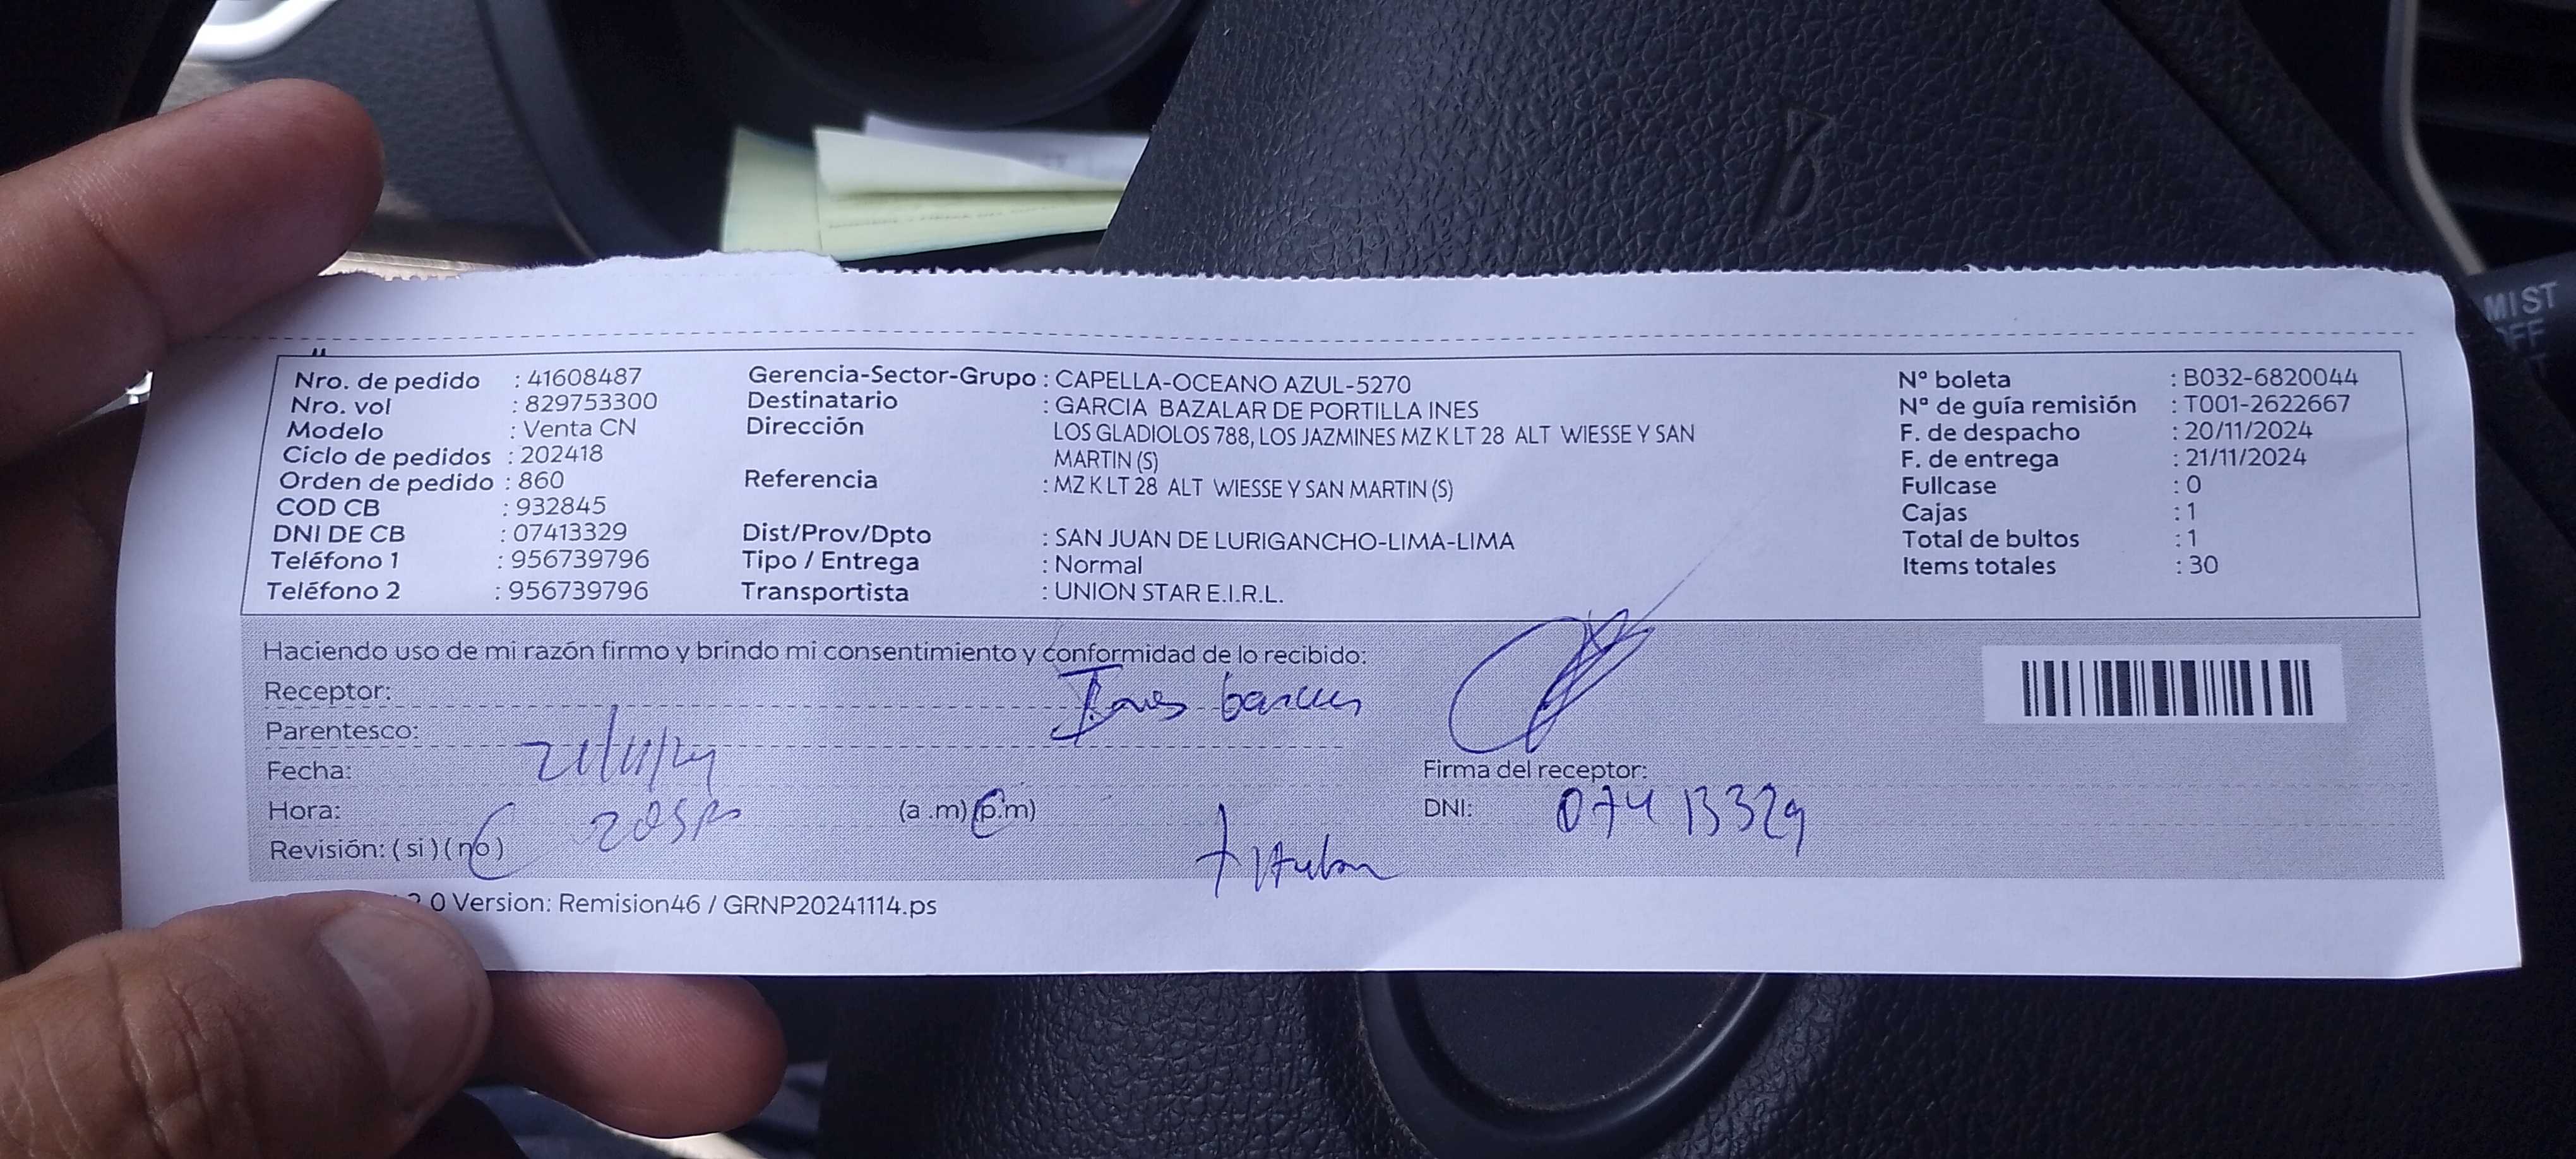 Nro. de pedido : 41608487
Nro. vol : 829753300
Modelo : Venta CN
Ciclo de pedidos : 202418
Orden de pedido : 860
COD CB : 932845
DNI DE CB : 07413329
Teléfono 1 : 956739796
Teléfono 2 : 956739796
Gerencia-Sector-Grupo : CAPELLA-OCEANO AZUL-5270
Destinatario : GARCIA BAZALAR DE PORTILLA INES
Dirección LOS GLADIOLOS 788, LOS JAZMINES MZ K LT 28 ALT WIESSE Y SAN
MARTIN (S)
Referencia : MZ K LT 28 ALT WIESSE Y SAN MARTIN (S)
Dist/Prov/Dpto : SAN JUAN DE LURIGANCHO-LIMA-LIMA
Tipo / Entrega : Normal
Transportista : UNION STAR E.I.R.L.
N° boleta : B032-6820044
Nº de guía remisión : T001-2622667
F. de despacho : 20/11/2024
F. de entrega : 21/11/2024
Fullcase : 0
Cajas : 1
Total de bultos : 1
Items totales : 30
Haciendo uso de mi razón firmo y brindo mi consentimiento y conformidad de lo recibido:
Receptor:
Parentesco:
Fecha: 21/11/24
Hora: (a .m) (p.m)
Revisión: ( si ) ( no )
Firma del receptor:
DNI: 07413329
0 Version: Remision46 / GRNP20241114.ps
MIST